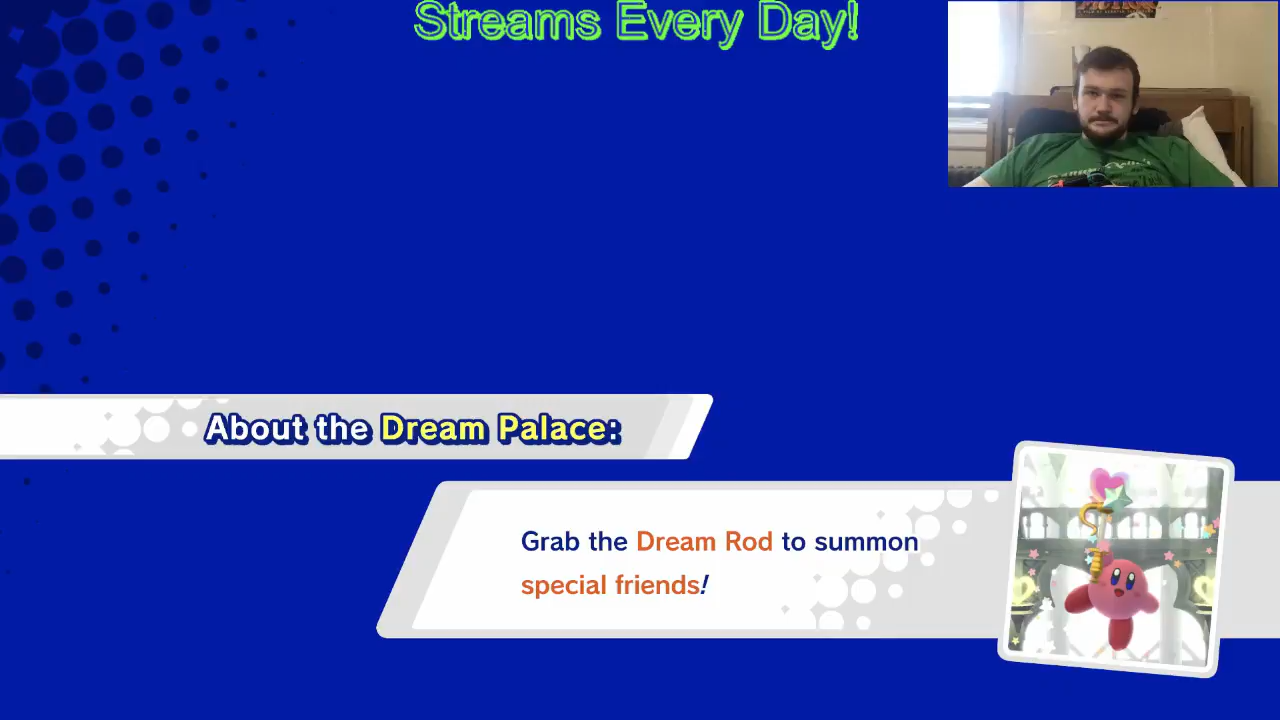 Streams Every Day!
About the Dream Palace:
Grab the Dream Rod to summon
special friends!